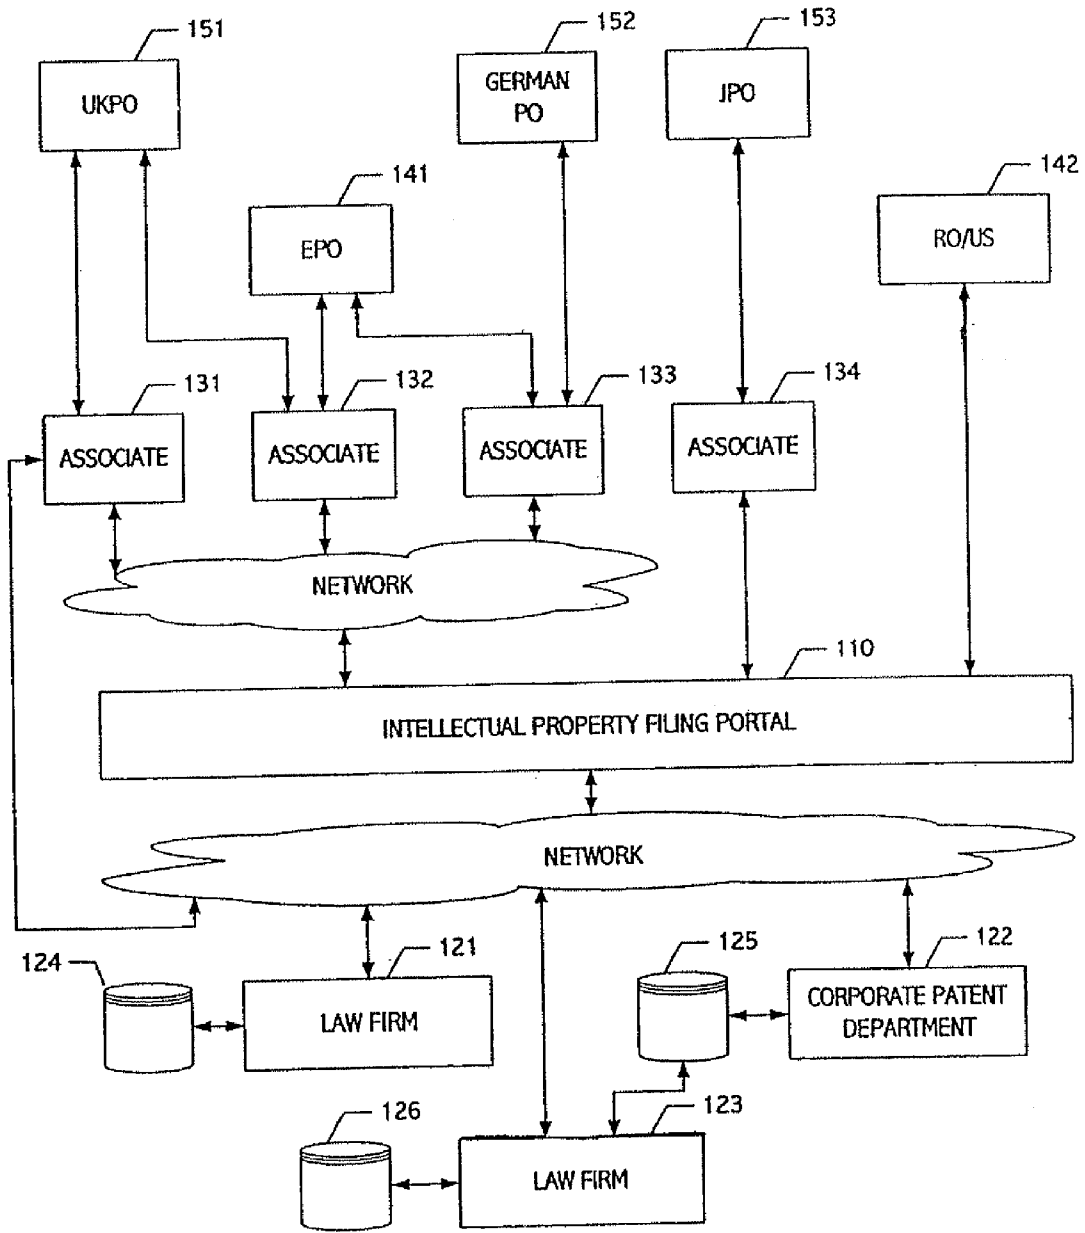 151
152
153
UKPO
GERMAN
PO
JPO
141
142
EPO
RO/US
131
132
133
134
ASSOCIATE
ASSOCIATE
ASSOCIATE
ASSOCIATE
NETWORK
110
INTELLECTUAL PROPERTY FILING PORTAL
NETWORK
124
121
125
122
LAW FIRM
CORPORATE PATENT
DEPARTMENT
126
123
LAW FIRM